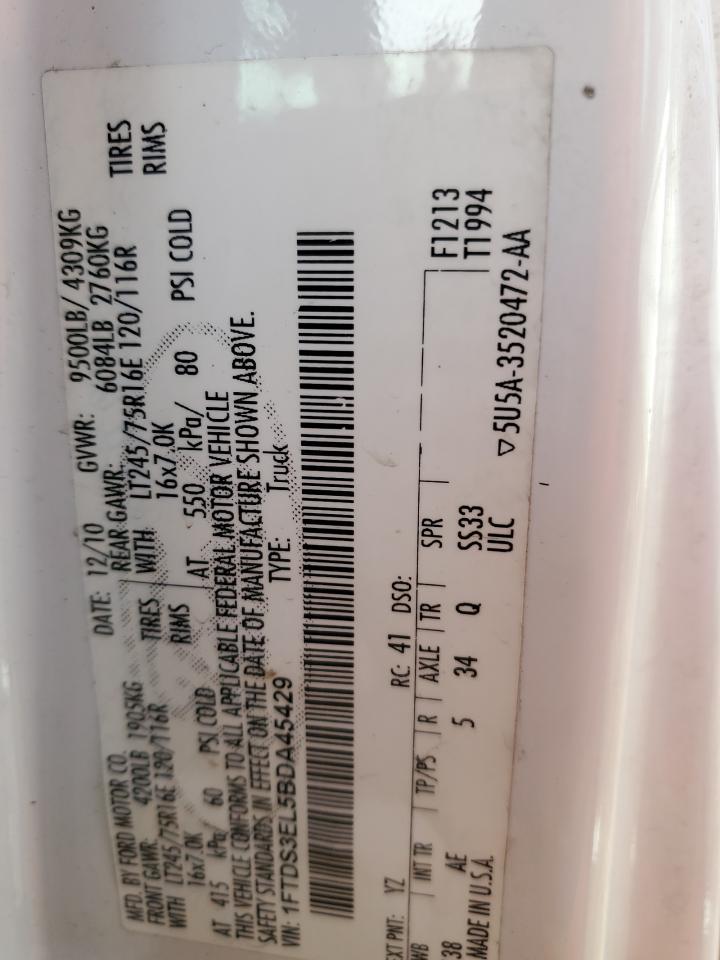 MFD. BY FORD MOTOR CO.
DATE: 12/10 GVWR: 9500LB/ 4309KG
FRONT GAWR: 4200LB 1905KG REAR GAWR: 6084LB 2760KG
WITH LT245/75R16E 120/116R TIRES WITH LT245/75R16E 120/116R TIRES
16x7.0K RIMS 16x7.0K RIMS
AT 415 kPa/ 60 PSI COLD AT 550 kPa/ 80 PSI COLD
THIS VEHICLE CONFORMS TO ALL APPLICABLE FEDERAL MOTOR VEHICLE
SAFETY STANDARDS IN EFFECT ON THE DATE OF MANUFACTURE SHOWN ABOVE.
VIN: 1FTDS3EL5BDA45429 TYPE: Truck
EXT PNT: YZ RC: 41 DSO:
WB INT TR TP/PS R AXLE TR SPR F1213
138 AE 5 34 Q SS33 T1994
MADE IN U.S.A. ULC
▽5U5A-3520472-AA